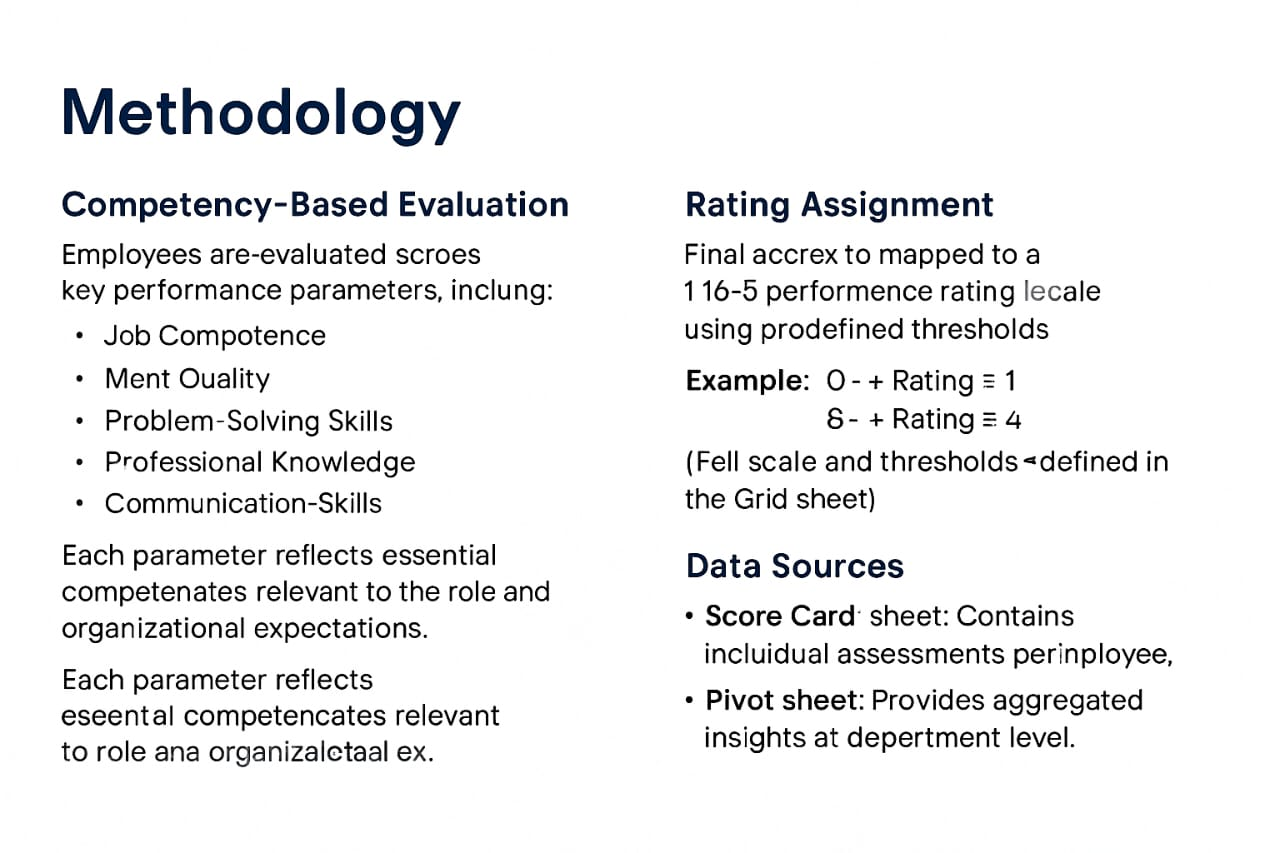 Methodology
Competency-Based Evaluation
Employees are-evaluated scroes
key performance parameters, inclung:
• Job Compotence
• Ment Ouality
• Problem-Solving Skills
• Professional Knowledge
• Communication-Skills
Each parameter reflects essential
competenates relevant to the role and
organizational expectations.
Each parameter reflects
eseental competencates relevant
to role ana organizalctaal ex.
Rating Assignment
Final accrex to mapped to a
1 16-5 performence rating lecale
using prodefined thresholds
Example: 0 - + Rating ≡ 1
8 - + Rating ≡ 4
(Fell scale and thresholds defined in
the Grid sheet)
Data Sources
• Score Card sheet: Contains
incluidual assessments perinployee,
• Pivot sheet: Provides aggregated
insights at depertment level.